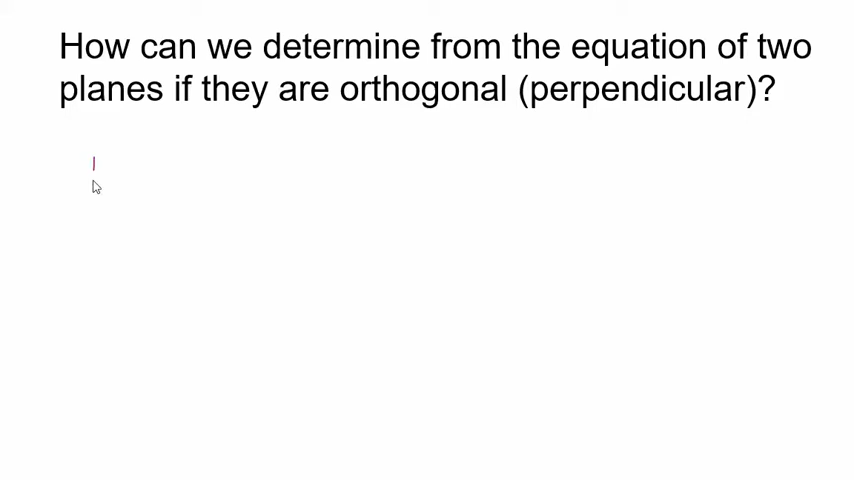 How can we determine from the equation of two
planes if they are orthogonal (perpendicular)?